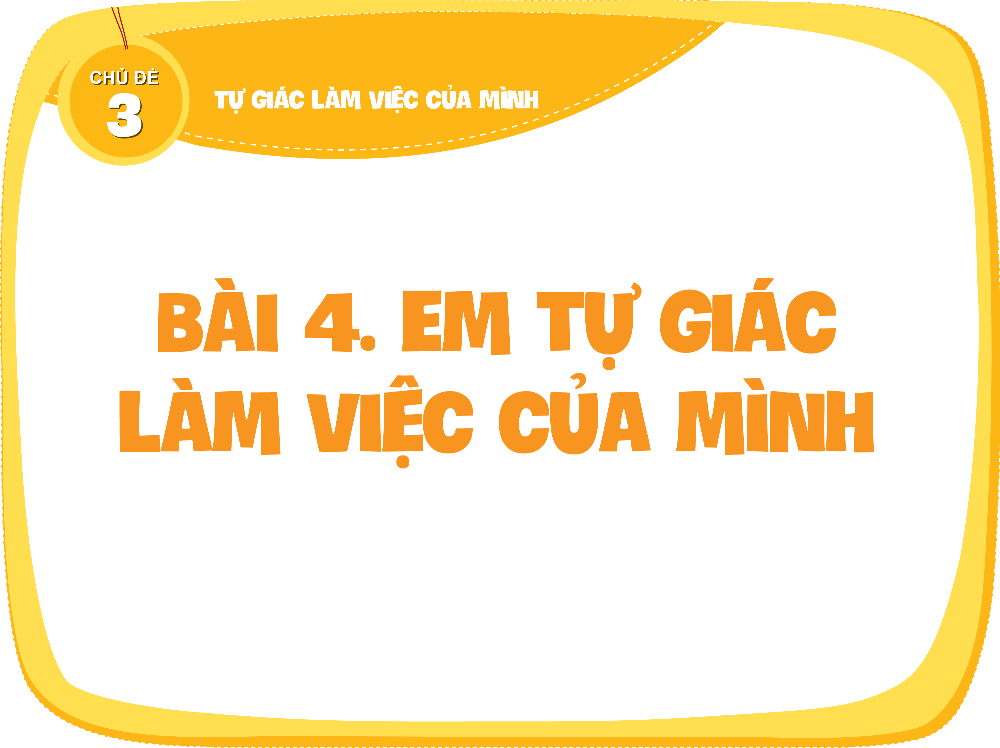 CHỦ ĐỀ
3
TỰ GIÁC LÀM VIỆC CỦA MÌNH
BÀI 4. EM TỰ GIÁC
LÀM VIỆC CỦA MÌNH